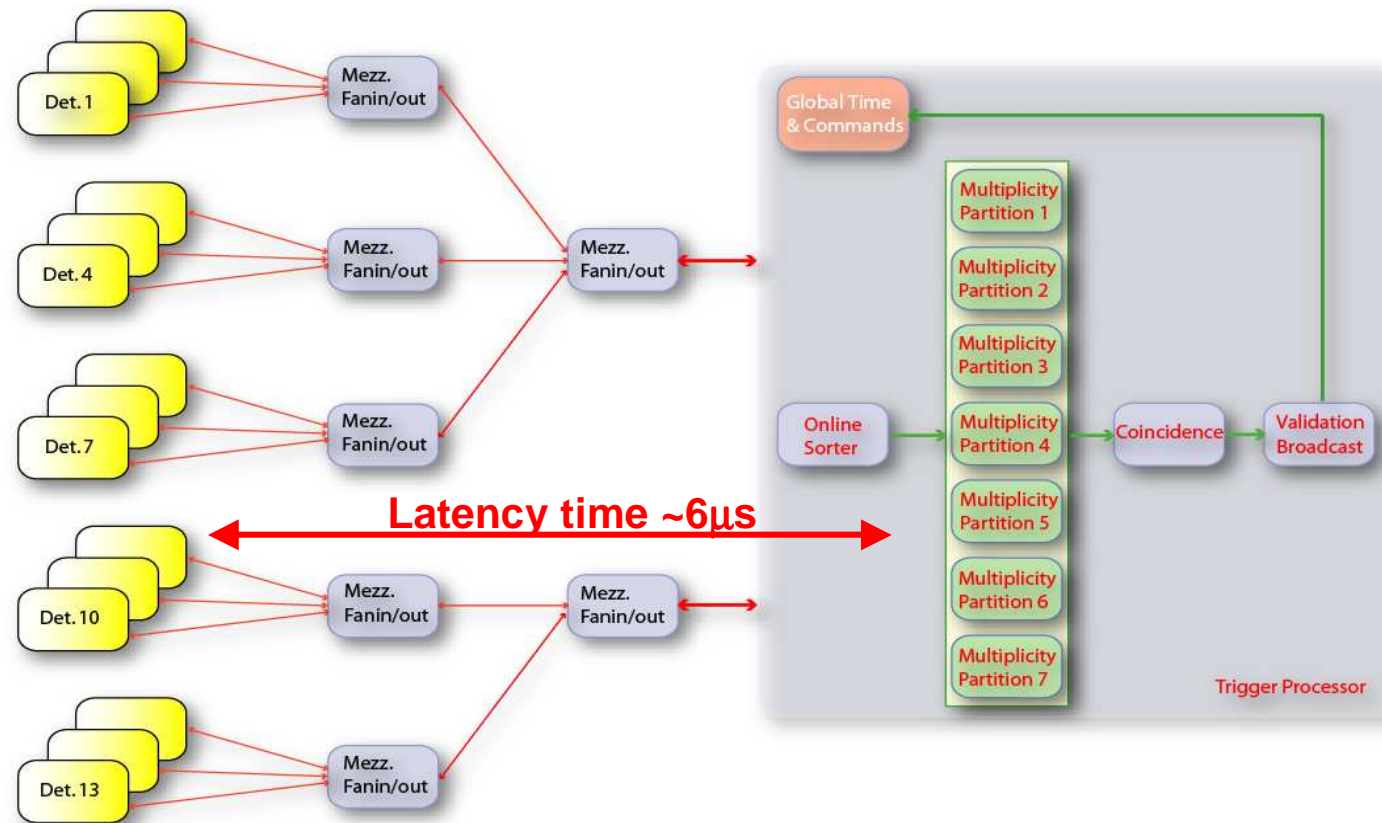 Det. 1
Mezz.
Fanin/out
Det. 4
Mezz.
Fanin/out
Det. 7
Mezz.
Fanin/out
Mezz.
Fanin/out
Latency time ~6μs
Det. 10
Mezz.
Fanin/out
Mezz.
Fanin/out
Det. 13
Mezz.
Fanin/out
Global Time
& Commands
Online
Sorter
Multiplicity
Partition 1
Multiplicity
Partition 2
Multiplicity
Partition 3
Multiplicity
Partition 4
Multiplicity
Partition 5
Multiplicity
Partition 6
Multiplicity
Partition 7
Coincidence
Validation
Broadcast
Trigger Processor